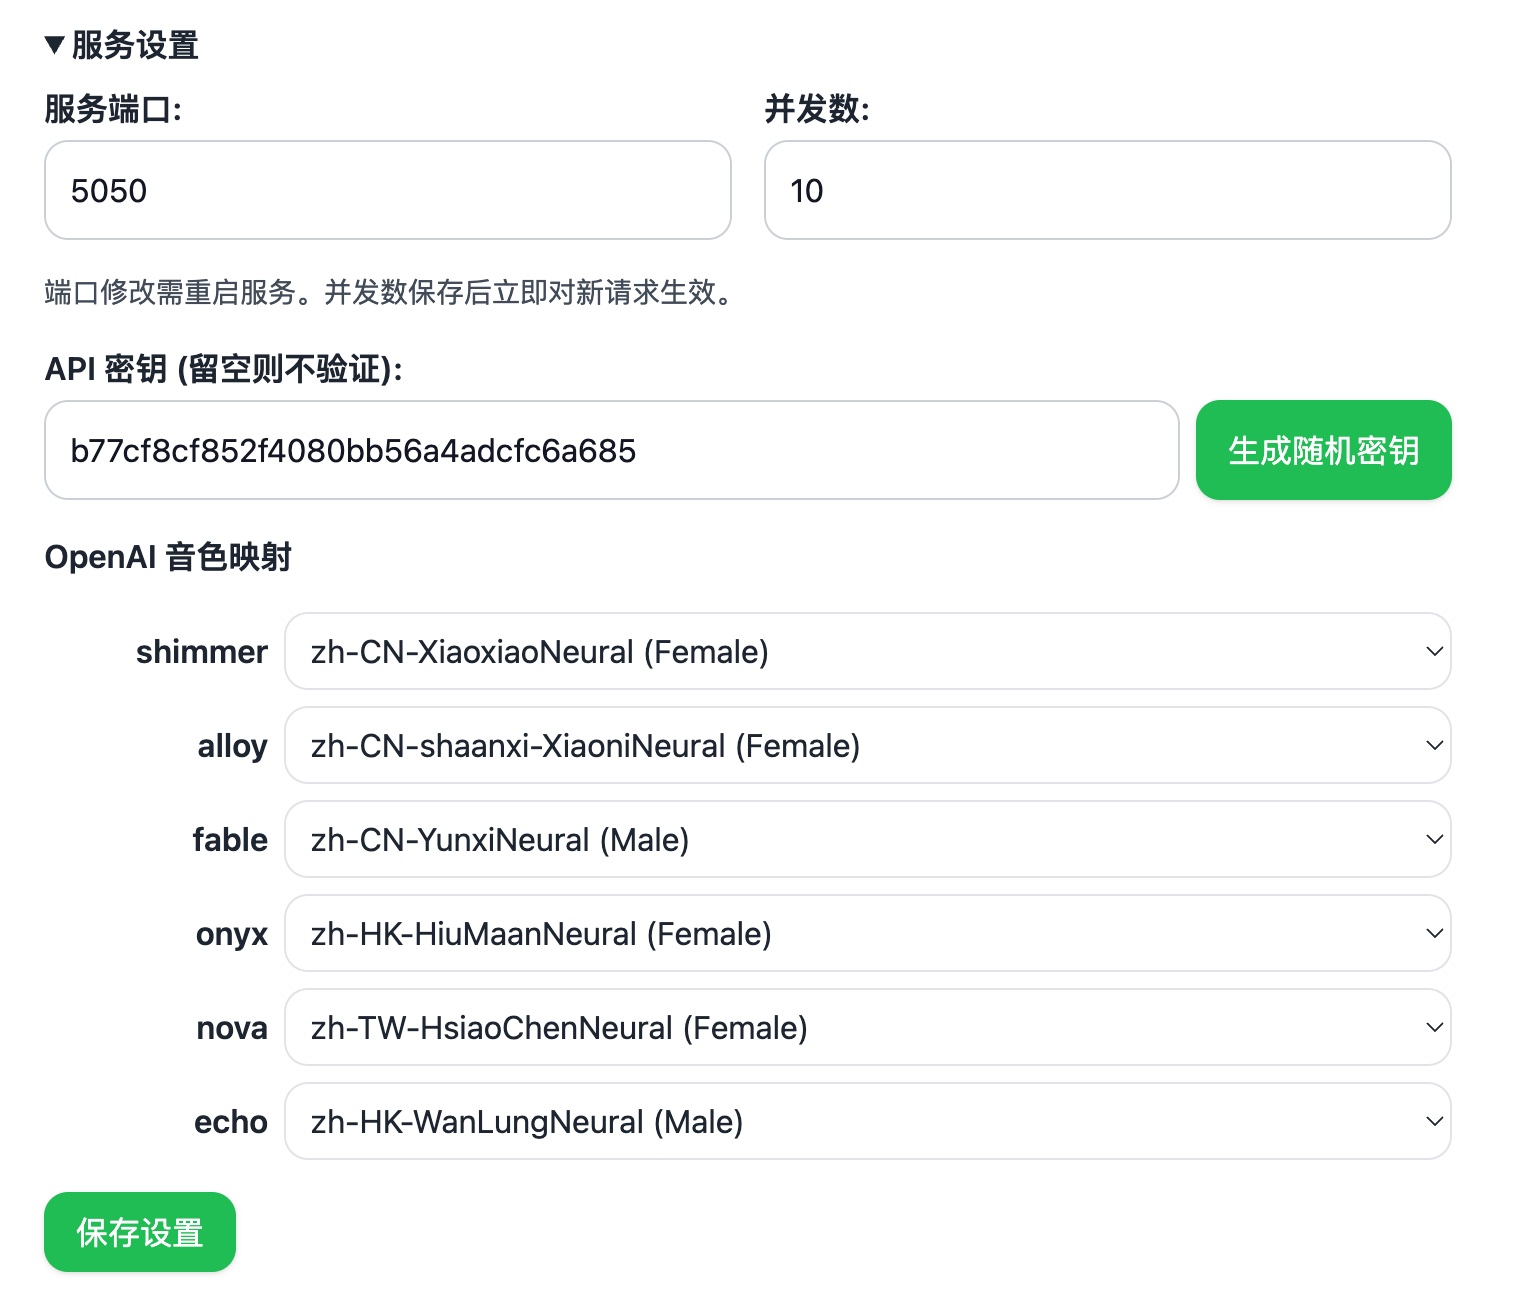 ▼服务设置
服务端口:
并发数:
5050
10
端口修改需重启服务。并发数保存后立即对新请求生效。
API 密钥 (留空则不验证):
b77cf8cf852f4080bb56a4adcfc6a685
生成随机密钥
OpenAI 音色映射
shimmer zh-CN-XiaoxiaoNeural (Female)
alloy zh-CN-shaanxi-XiaoniNeural (Female)
fable zh-CN-YunxiNeural (Male)
onyx zh-HK-HiuMaanNeural (Female)
nova zh-TW-HsiaoChenNeural (Female)
echo zh-HK-WanLungNeural (Male)
保存设置